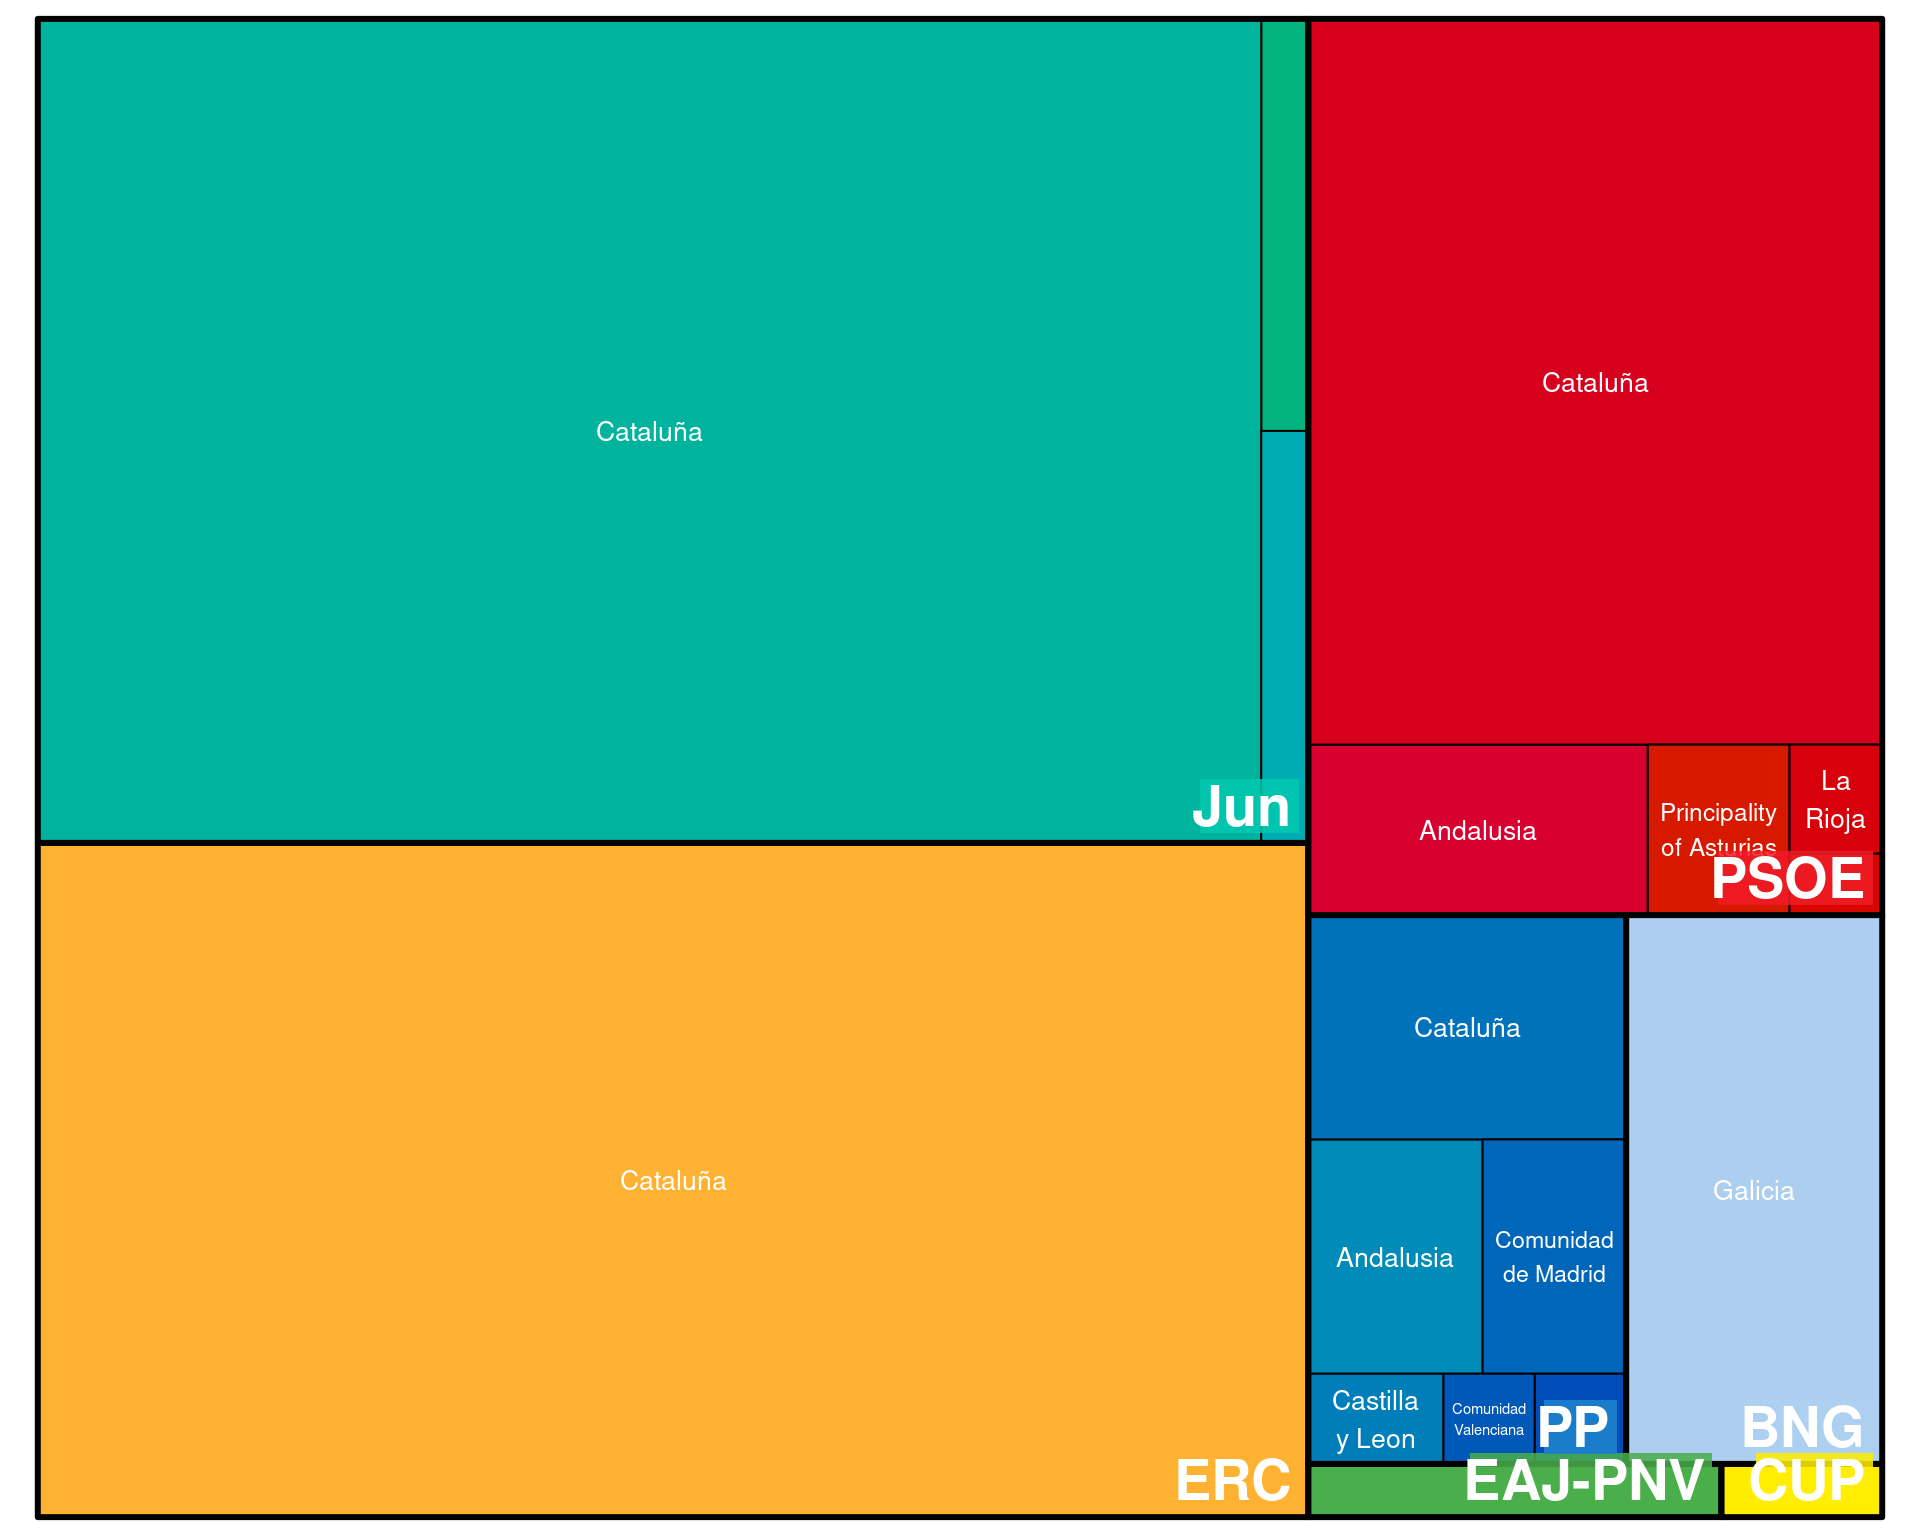 Cataluña
Jun
Cataluña
ERC
Cataluña
Andalusia
Principality
of Asturias
La
Rioja
PSOE
Cataluña
Andalusia
Comunidad
de Madrid
Castilla
y Leon
Comunidad
Valenciana
PP
Galicia
BNG
EAJ-PNV
CUP